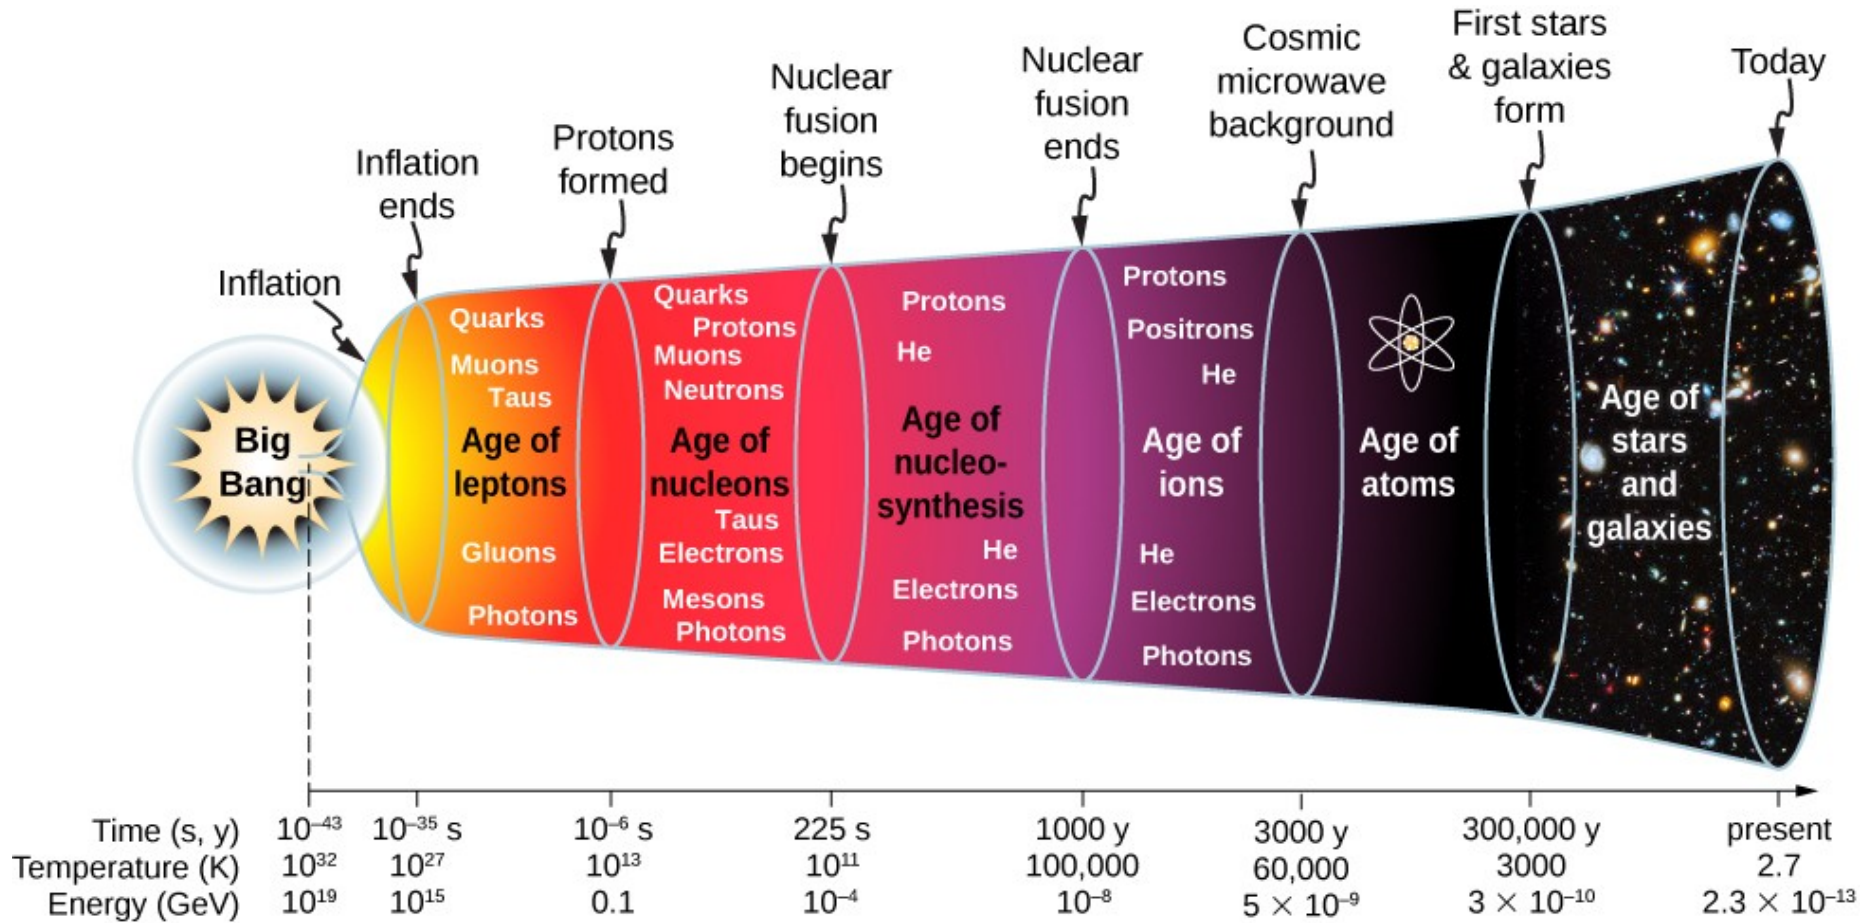 Inflation
Inflation
ends
Protons
formed
Nuclear
fusion
begins
Nuclear
fusion
ends
Cosmic
microwave
background
First stars
& galaxies
form
Today
Big
Bang
Quarks
Muons
Taus
Age of
leptons
Gluons
Photons
Quarks
Protons
Muons
Neutrons
Age of
nucleons
Taus
Electrons
Mesons
Photons
Protons
He
Age of
nucleo-
synthesis
He
Electrons
Photons
Protons
Positrons
He
Age of
ions
He
Electrons
Photons
Age of
atoms
Age of
stars
and
galaxies
Time (s, y) 10⁻⁴³ 10⁻³⁵ s 10⁻⁶ s 225 s 1000 y 3000 y 300,000 y present
Temperature (K) 10³² 10²⁷ 10¹³ 10¹¹ 100,000 60,000 3000 2.7
Energy (GeV) 10¹⁹ 10¹⁵ 0.1 10⁻⁴ 10⁻⁸ 5 × 10⁻⁹ 3 × 10⁻¹⁰ 2.3 × 10⁻¹³